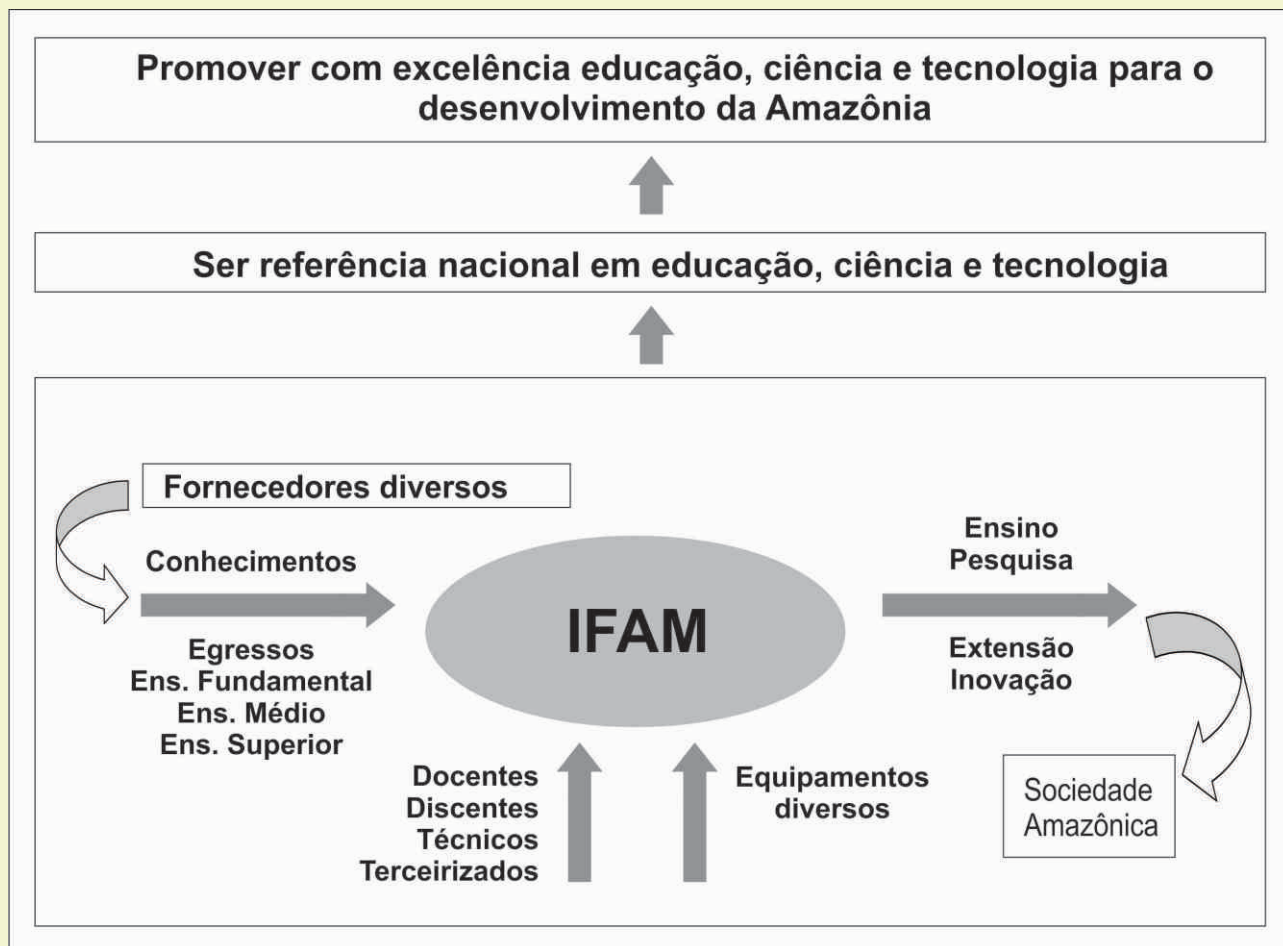 Promover com excelência educação, ciência e tecnologia para o
desenvolvimento da Amazônia
Ser referência nacional em educação, ciência e tecnologia
Fornecedores diversos
Conhecimentos
Egressos
Ens. Fundamental
Ens. Médio
Ens. Superior
IFAM
Ensino
Pesquisa
Extensão
Inovação
Docentes
Discentes
Técnicos
Terceirizados
Equipamentos
diversos
Sociedade
Amazônica